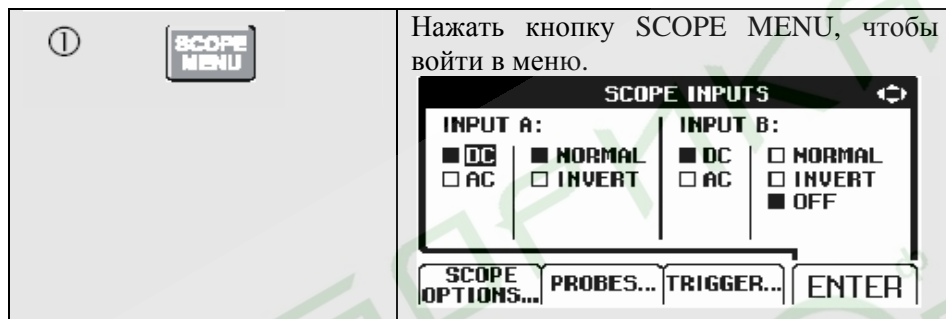 ①
SCOPE
MENU
Нажать кнопку SCOPE MENU, чтобы
войти в меню.
SCOPE INPUTS
INPUT A: INPUT B:
■ DC ■ NORMAL ■ DC □ NORMAL
□ AC □ INVERT □ AC □ INVERT
■ OFF
SCOPE
OPTIONS... PROBES... TRIGGER... ENTER